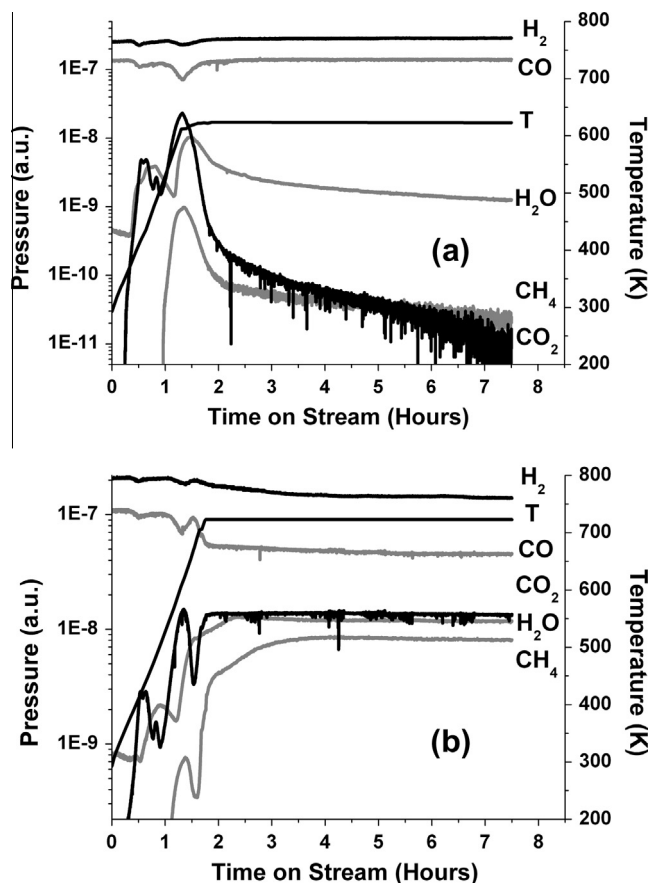 H2
CO
T
H2O
CH4
CO2
(a)
1E-7
1E-8
1E-9
1E-10
1E-11
Pressure (a.u.)
800
700
600
500
400
300
200
Temperature (K)
0 1 2 3 4 5 6 7 8
Time on Stream (Hours)
H2
T
CO
CO2
H2O
CH4
(b)
1E-7
1E-8
1E-9
Pressure (a.u.)
800
700
600
500
400
300
200
Temperature (K)
0 1 2 3 4 5 6 7 8
Time on Stream (Hours)